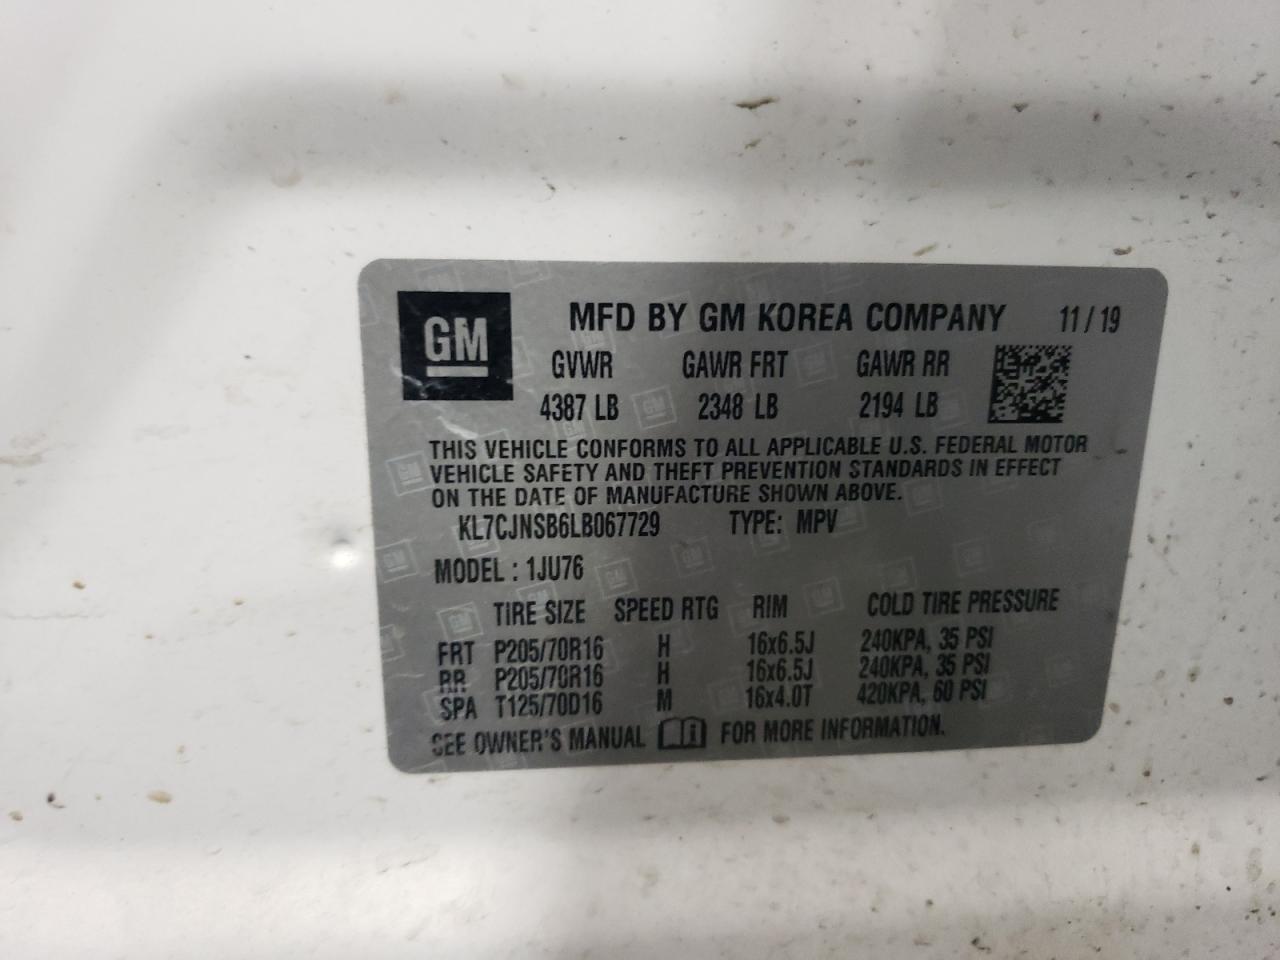 GM
MFD BY GM KOREA COMPANY 11/19
GVWR GAWR FRT GAWR RR
4387 LB 2348 LB 2194 LB
THIS VEHICLE CONFORMS TO ALL APPLICABLE U.S. FEDERAL MOTOR
VEHICLE SAFETY AND THEFT PREVENTION STANDARDS IN EFFECT
ON THE DATE OF MANUFACTURE SHOWN ABOVE.
KL7CJNSB6LB067729 TYPE: MPV
MODEL : 1JU76
TIRE SIZE SPEED RTG RIM COLD TIRE PRESSURE
FRT P205/70R16 H 16x6.5J 240KPA, 35 PSI
RR P205/70R16 H 16x6.5J 240KPA, 35 PSI
SPA T125/70D16 M 16x4.0T 420KPA, 60 PSI
SEE OWNER'S MANUAL FOR MORE INFORMATION.